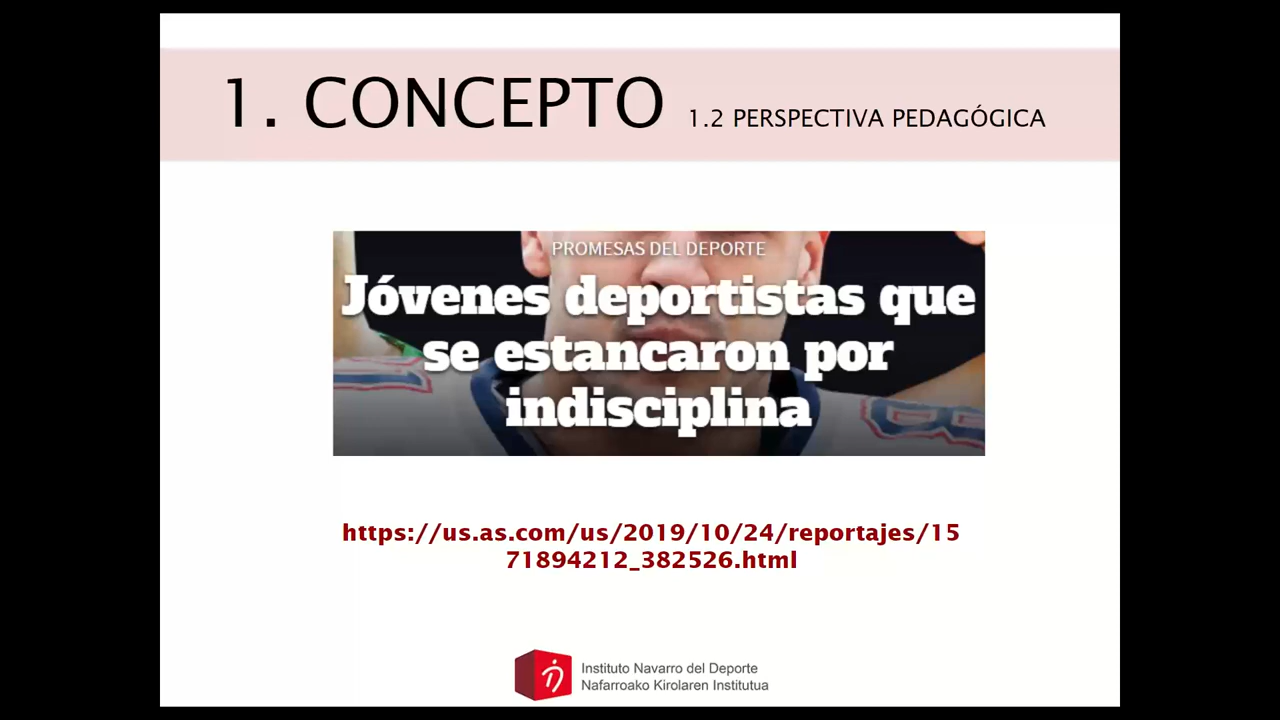 1. CONCEPTO 1.2 PERSPECTIVA PEDAGÓGICA
PROMESAS DEL DEPORTE
Jóvenes deportistas que
se estancaron por
indisciplina
https://us.as.com/us/2019/10/24/reportajes/15
71894212_382526.html
Instituto Navarro del Deporte
Nafarroako Kirolaren Institutua